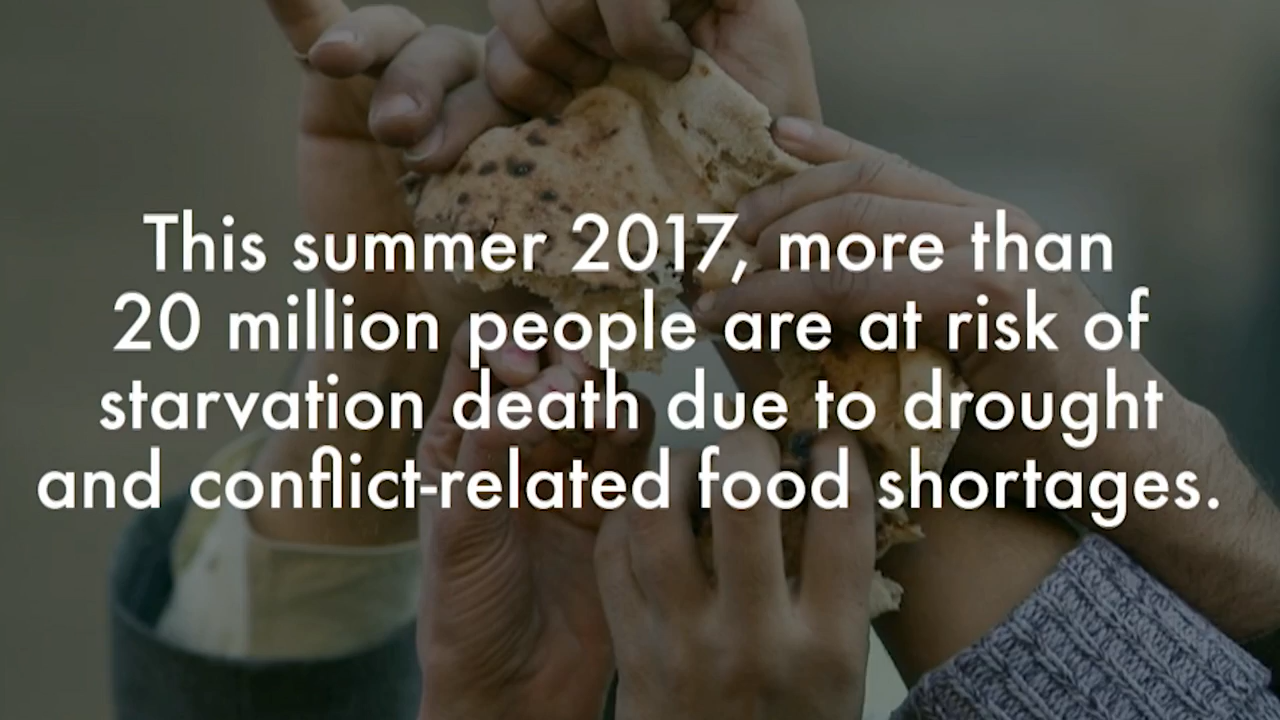 This summer 2017, more than
20 million people are at risk of
starvation death due to drought
and conflict-related food shortages.